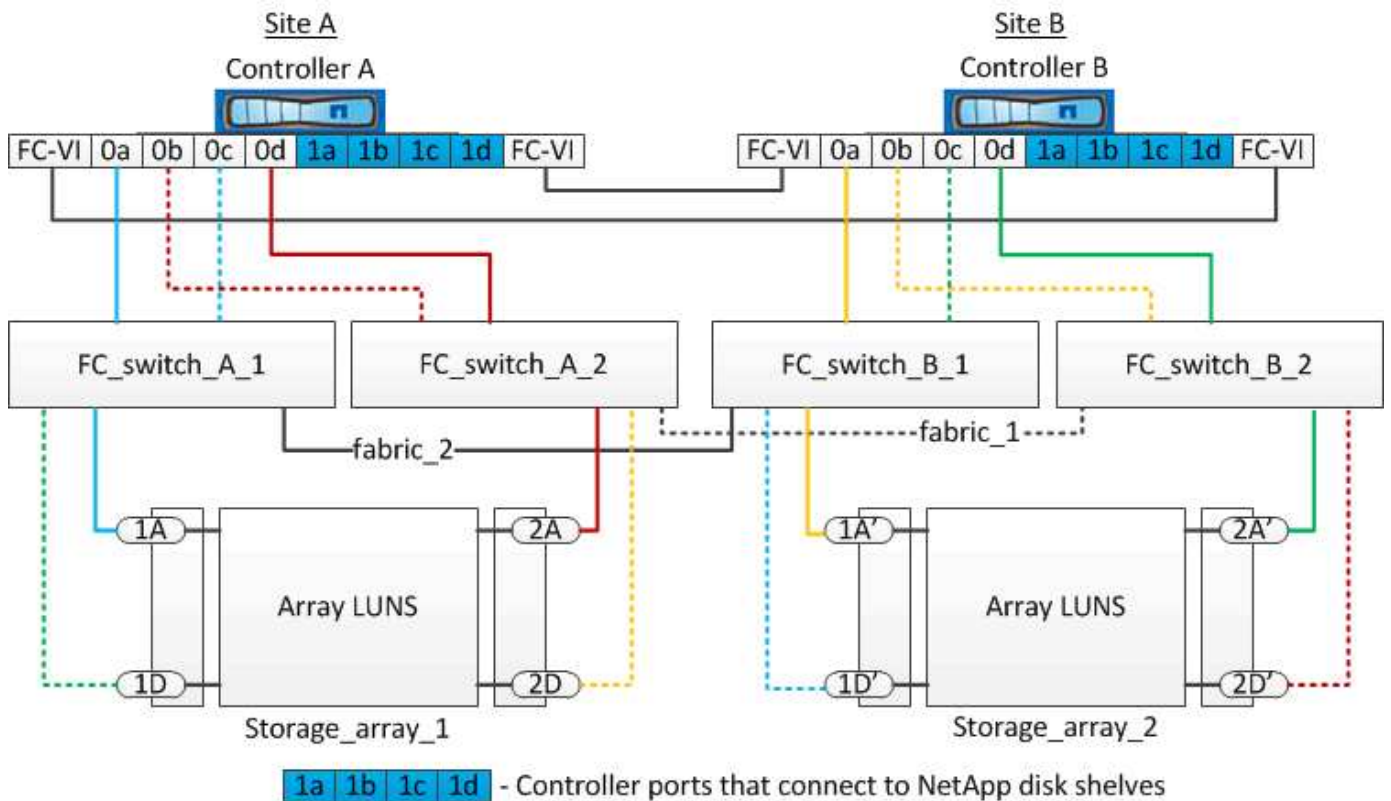 Site A Site B
Controller A Controller B
FC-VI 0a 0b 0c 0d 1a 1b 1c 1d FC-VI FC-VI 0a 0b 0c 0d 1a 1b 1c 1d FC-VI
FC_switch_A_1 FC_switch_A_2 FC_switch_B_1 FC_switch_B_2
fabric_1
fabric_2
1A 2A 1A’ 2A’
Array LUNS Array LUNS
1D 2D 1D’ 2D’
Storage_array_1 Storage_array_2
1a 1b 1c 1d - Controller ports that connect to NetApp disk shelves